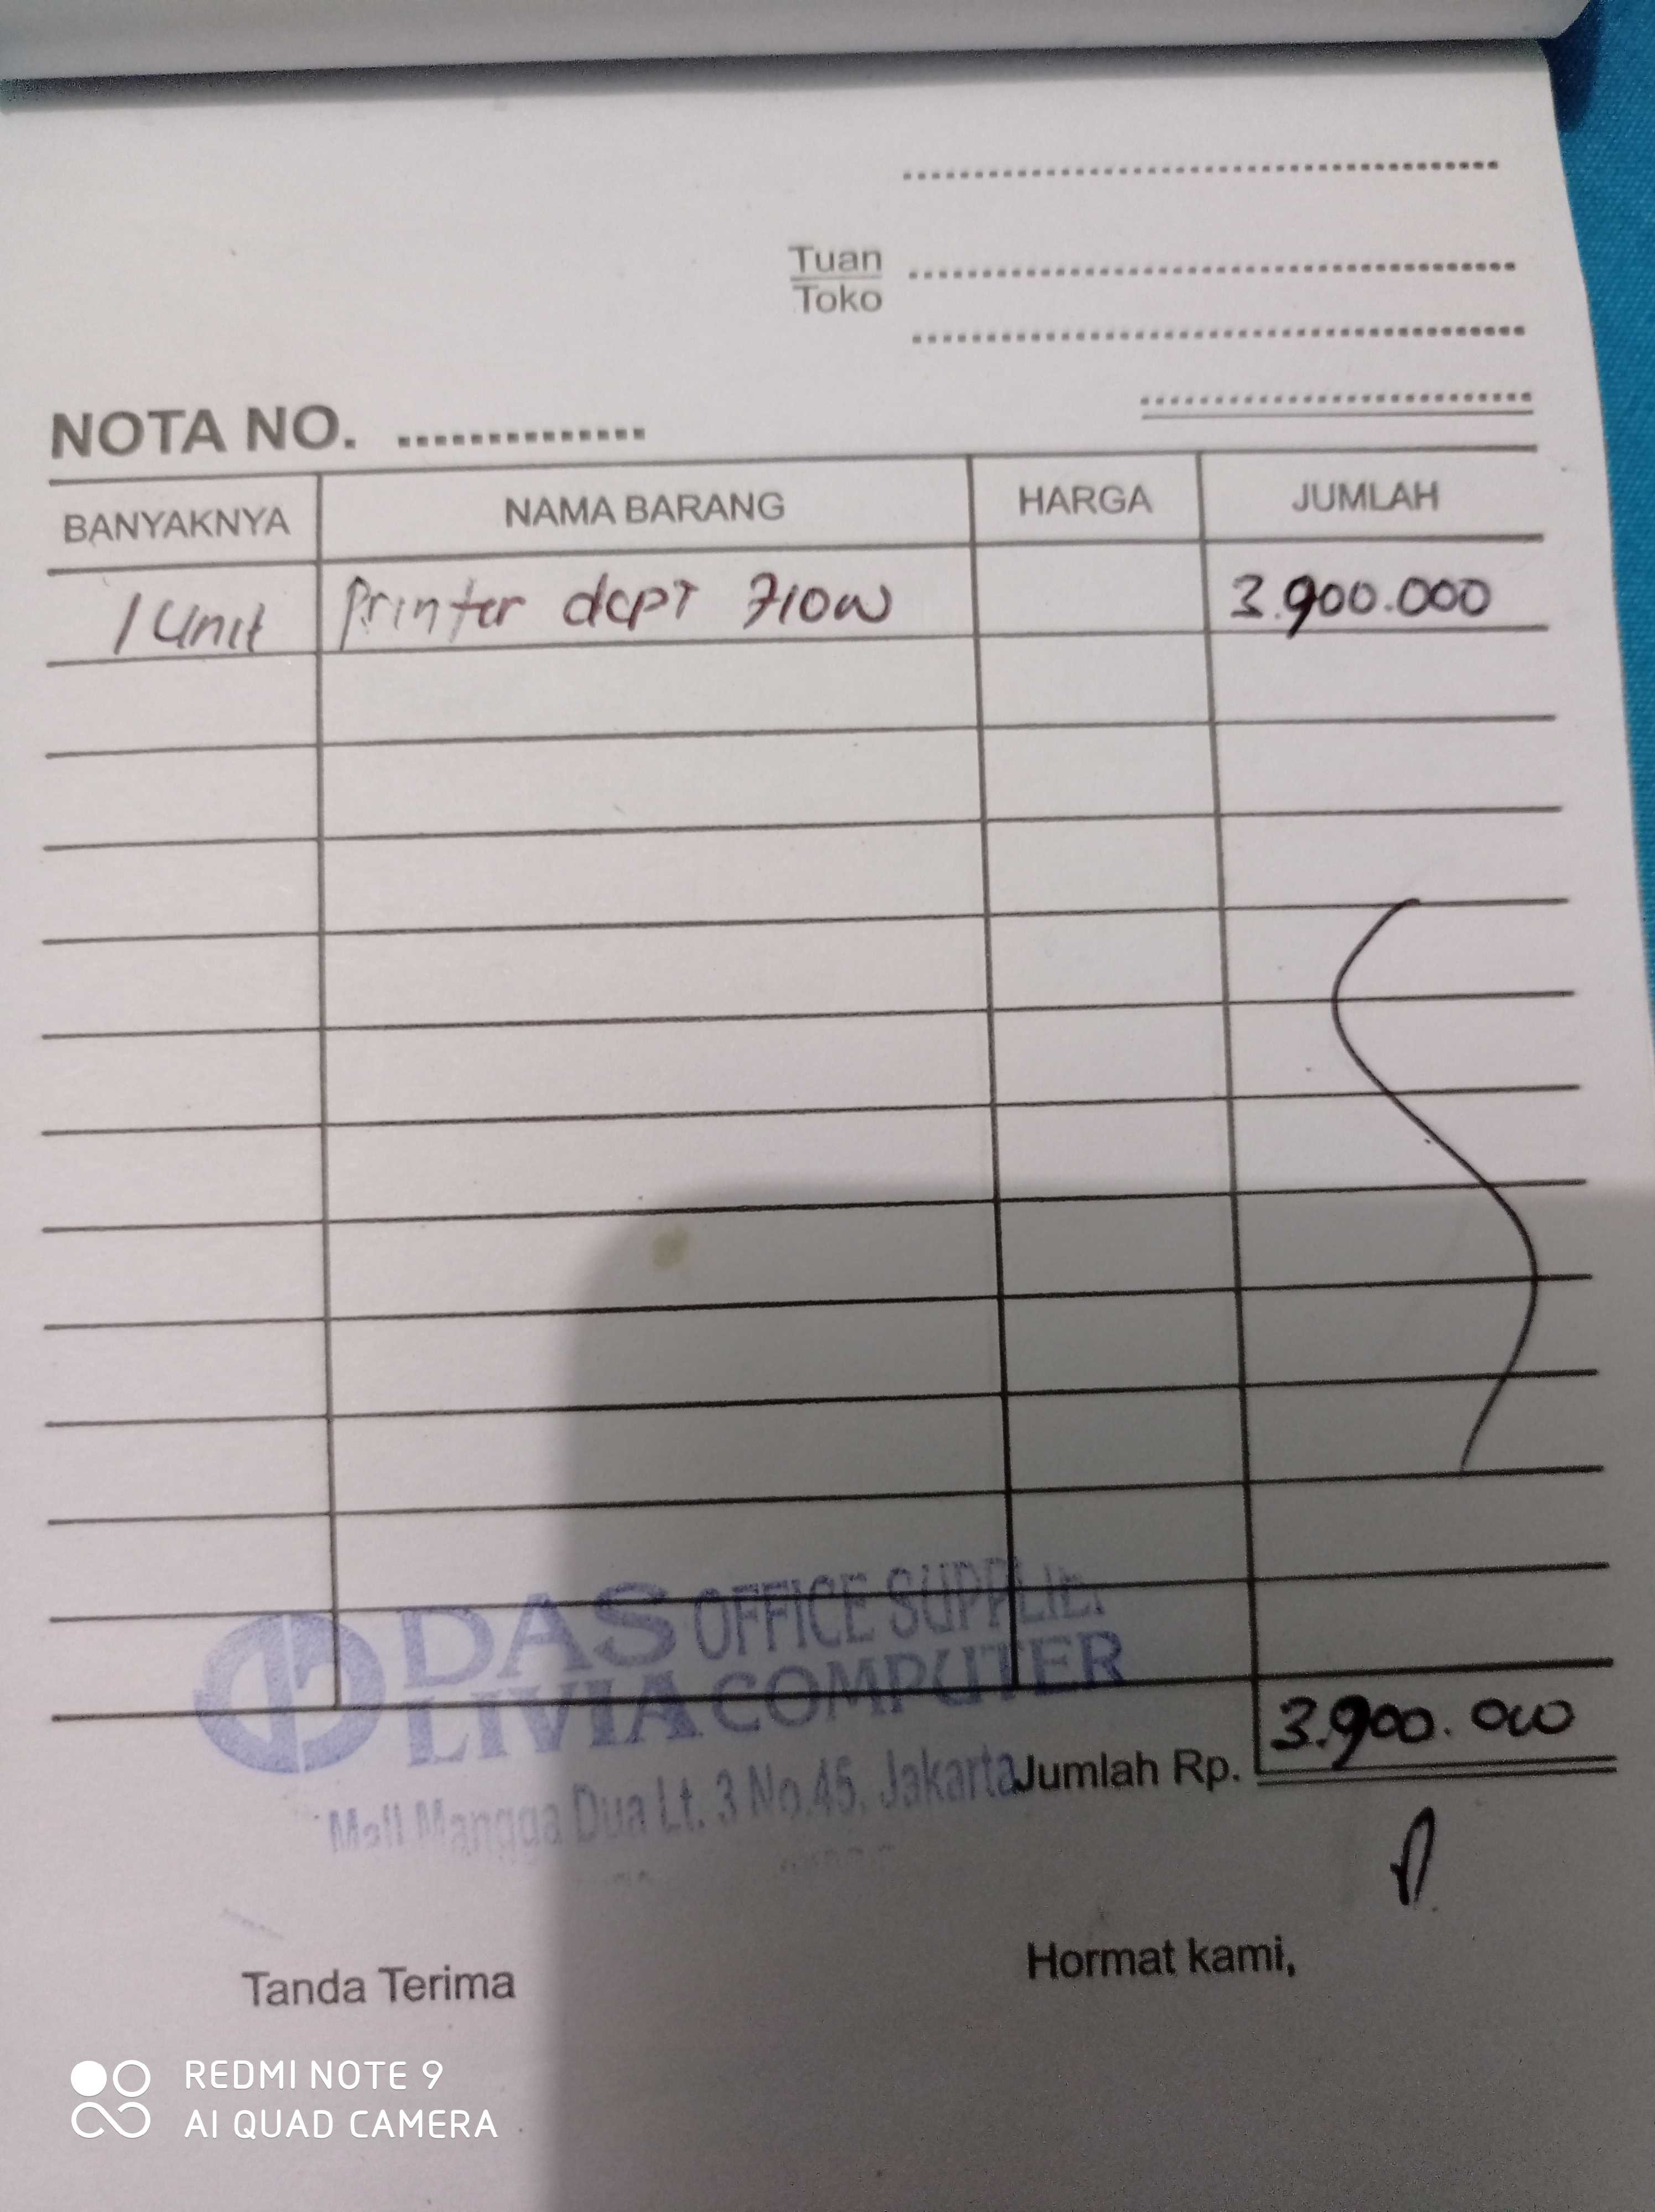 Tuan
Toko
NOTA NO.
BANYAKNYA NAMA BARANG HARGA JUMLAH
1 Unit Printer dcpt 710w 3.900.000
DAS OFFICE SUPPLIE
LIVIA COMPUTER
3.900.000
Mall Mangga Dua Lt. 3 No.45, Jakarta
Jumlah Rp.
Tanda Terima Hormat kami,
REDMI NOTE 9
AI QUAD CAMERA